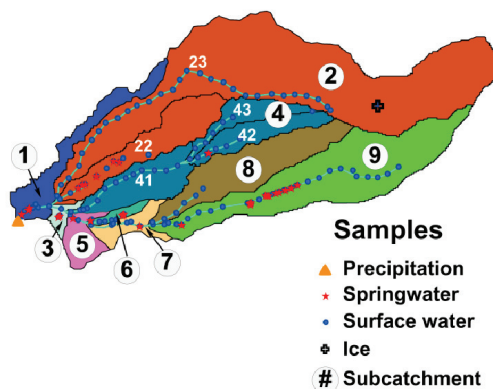 23
2
43
4
42
22
1
41
9
8
3
5
6
7
Samples
Precipitation
Springwater
Surface water
Ice
# Subcatchment